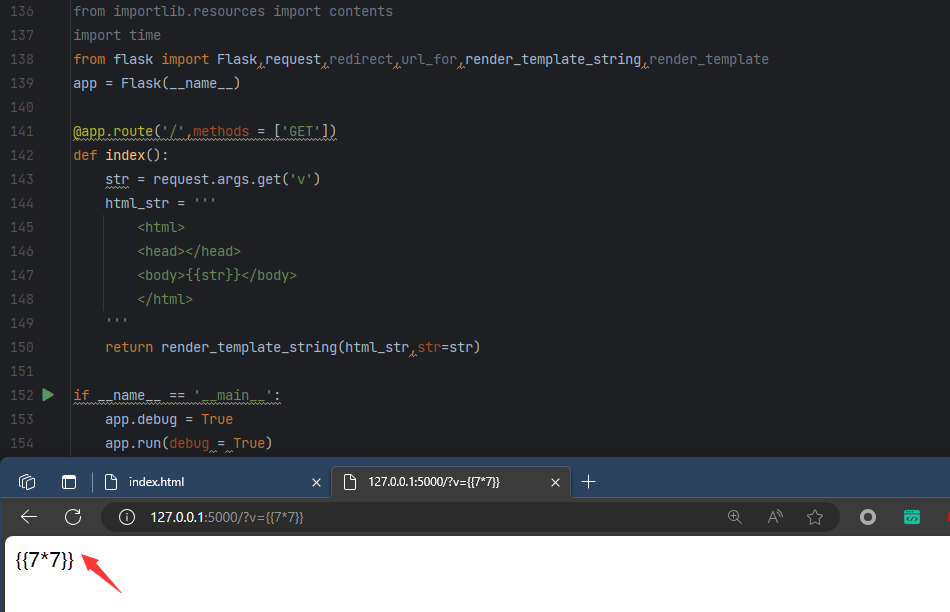 136 from importlib.resources import contents
137 import time
138 from flask import Flask,request,redirect,url_for,render_template_string,render_template
139 app = Flask(__name__)
140
141 @app.route('/',methods = ['GET'])
142 def index():
143     str = request.args.get('v')
144     html_str = '''
145         <html>
146         <head></head>
147         <body>{{str}}</body>
148         </html>
149     '''
150     return render_template_string(html_str,str=str)
151
152 if __name__ == '__main__':
153     app.debug = True
154     app.run(debug = True)
index.html
127.0.0.1:5000/?v={{7*7}}
127.0.0.1:5000/?v={{7*7}}
{{7*7}}